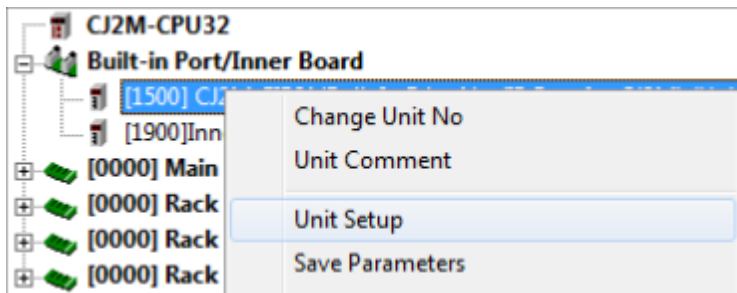 CJ2M-CPU32
Built-in Port/Inner Board
[1500]
Change Unit No
[1900]Inn
Unit Comment
[0000] Main
[0000] Rack
Unit Setup
[0000] Rack
Save Parameters
[0000] Rack